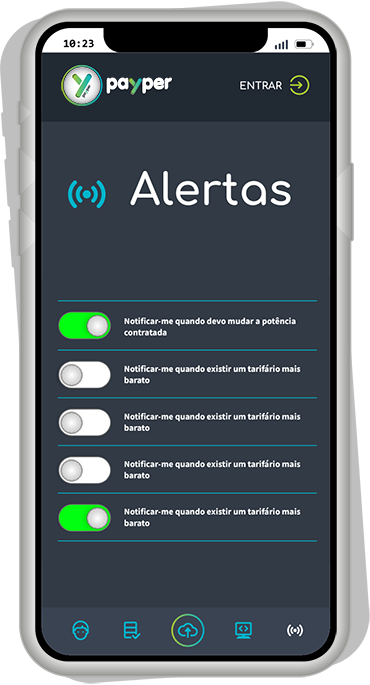 10:23
payper
ENTRAR
Alertas
Notificar-me quando devo mudar a potência
contratada
Notificar-me quando existir um tarifário mais
barato
Notificar-me quando existir um tarifário mais
barato
Notificar-me quando existir um tarifário mais
barato
Notificar-me quando existir um tarifário mais
barato